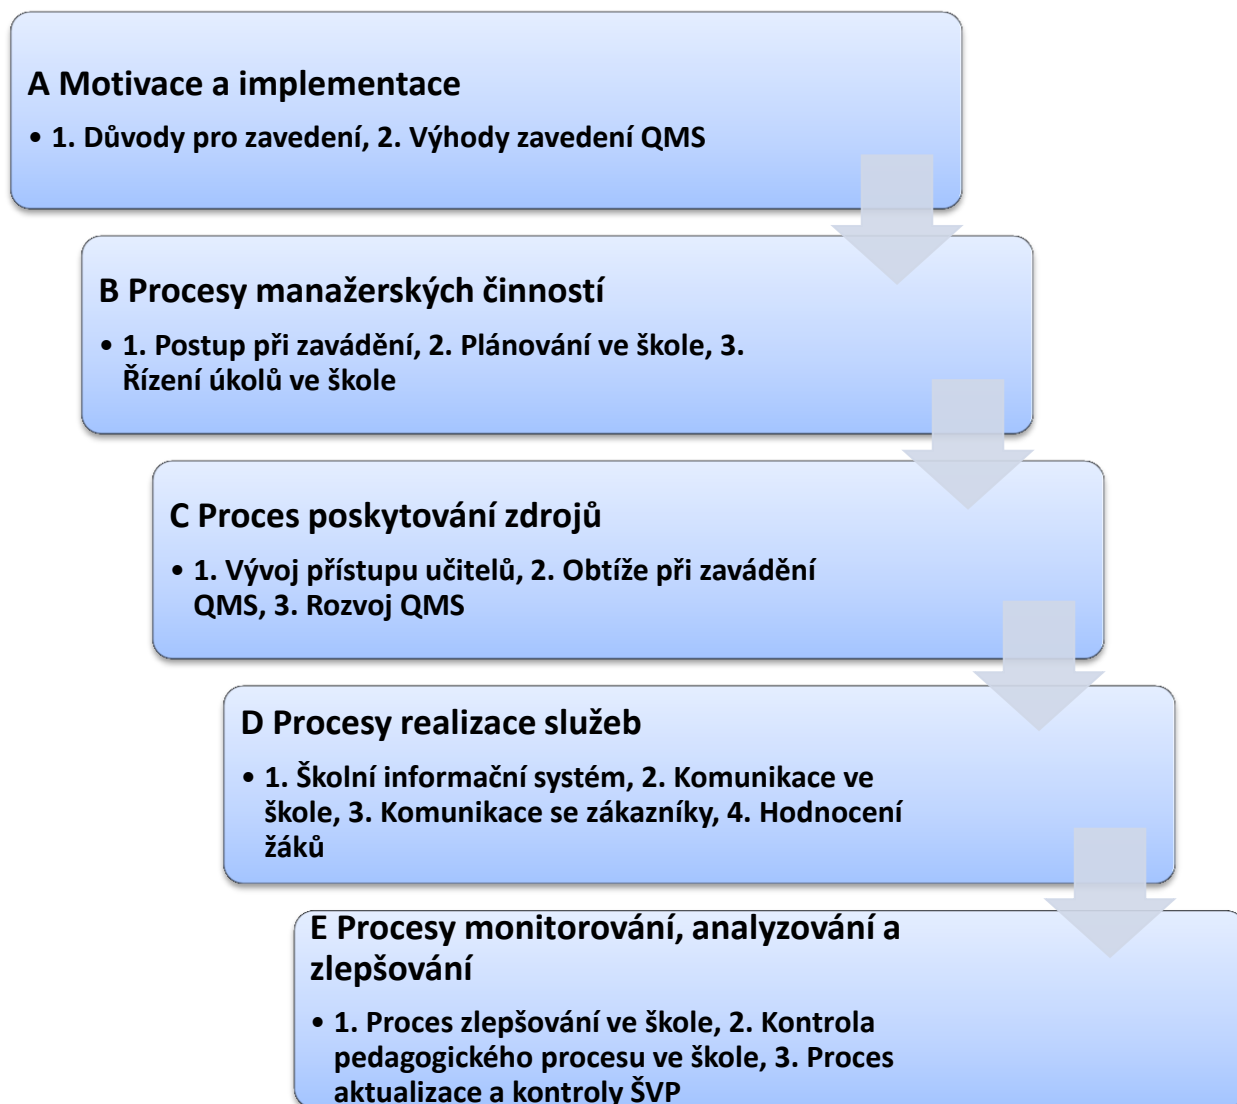 A Motivace a implementace
• 1. Důvody pro zavedení, 2. Výhody zavedení QMS
B Procesy manažerských činností
• 1. Postup při zavádění, 2. Plánování ve škole, 3.
Řízení úkolů ve škole
C Proces poskytování zdrojů
• 1. Vývoj přístupu učitelů, 2. Obtíže při zavádění
QMS, 3. Rozvoj QMS
D Procesy realizace služeb
• 1. Školní informační systém, 2. Komunikace ve
škole, 3. Komunikace se zákazníky, 4. Hodnocení
žáků
E Procesy monitorování, analyzování a
zlepšování
• 1. Proces zlepšování ve škole, 2. Kontrola
pedagogického procesu ve škole, 3. Proces
aktualizace a kontroly ŠVP